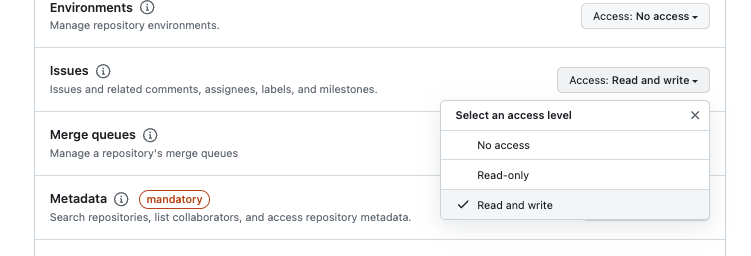 Environments
Access: No access
Manage repository environments.
Issues
Access: Read and write
Issues and related comments, assignees, labels, and milestones.
Select an access level
No access
Merge queues
Manage a repository's merge queues
Read-only
Metadata mandatory
Read and write
Search repositories, list collaborators, and access repository metadata.